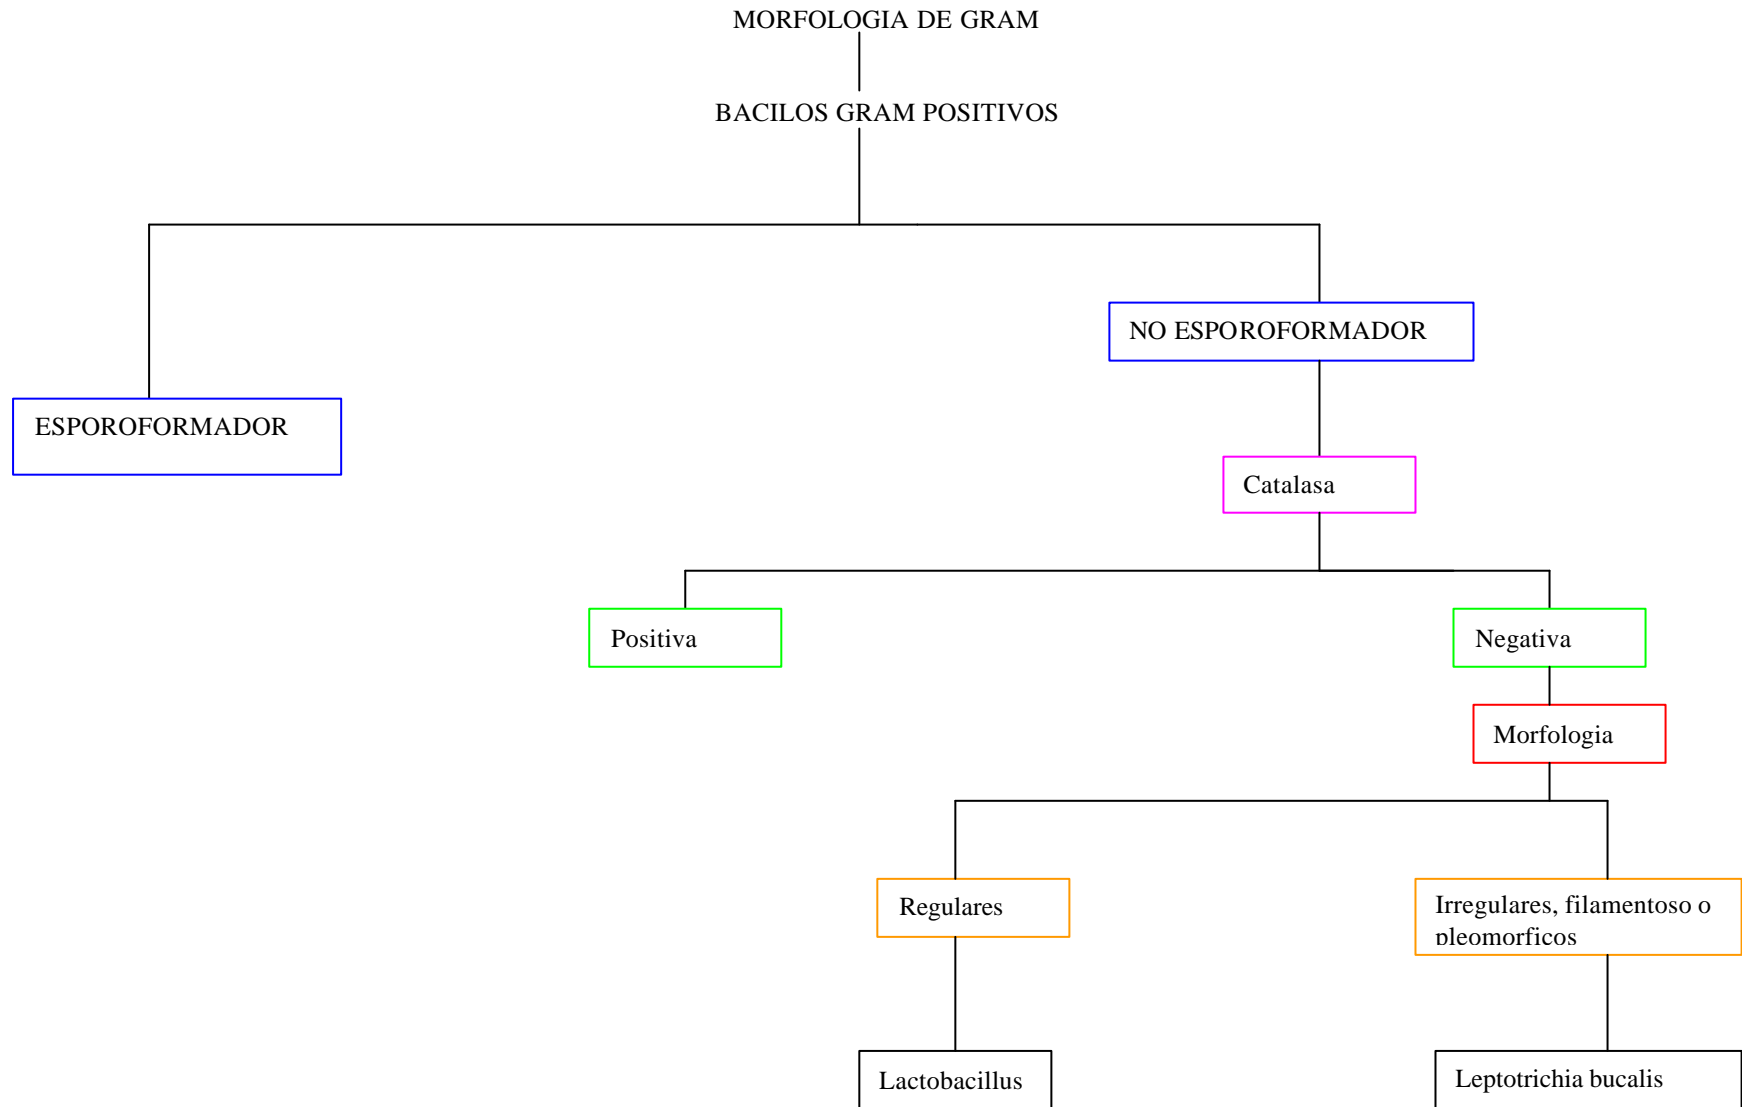 MORFOLOGIA DE GRAM
BACILOS GRAM POSITIVOS
NO ESPOROFORMADOR
ESPOROFORMADOR
Catalasa
Positiva
Negativa
Morfologia
Regulares
Irregulares, filamentoso o
pleomorficos
Lactobacillus
Leptotrichia bucalis